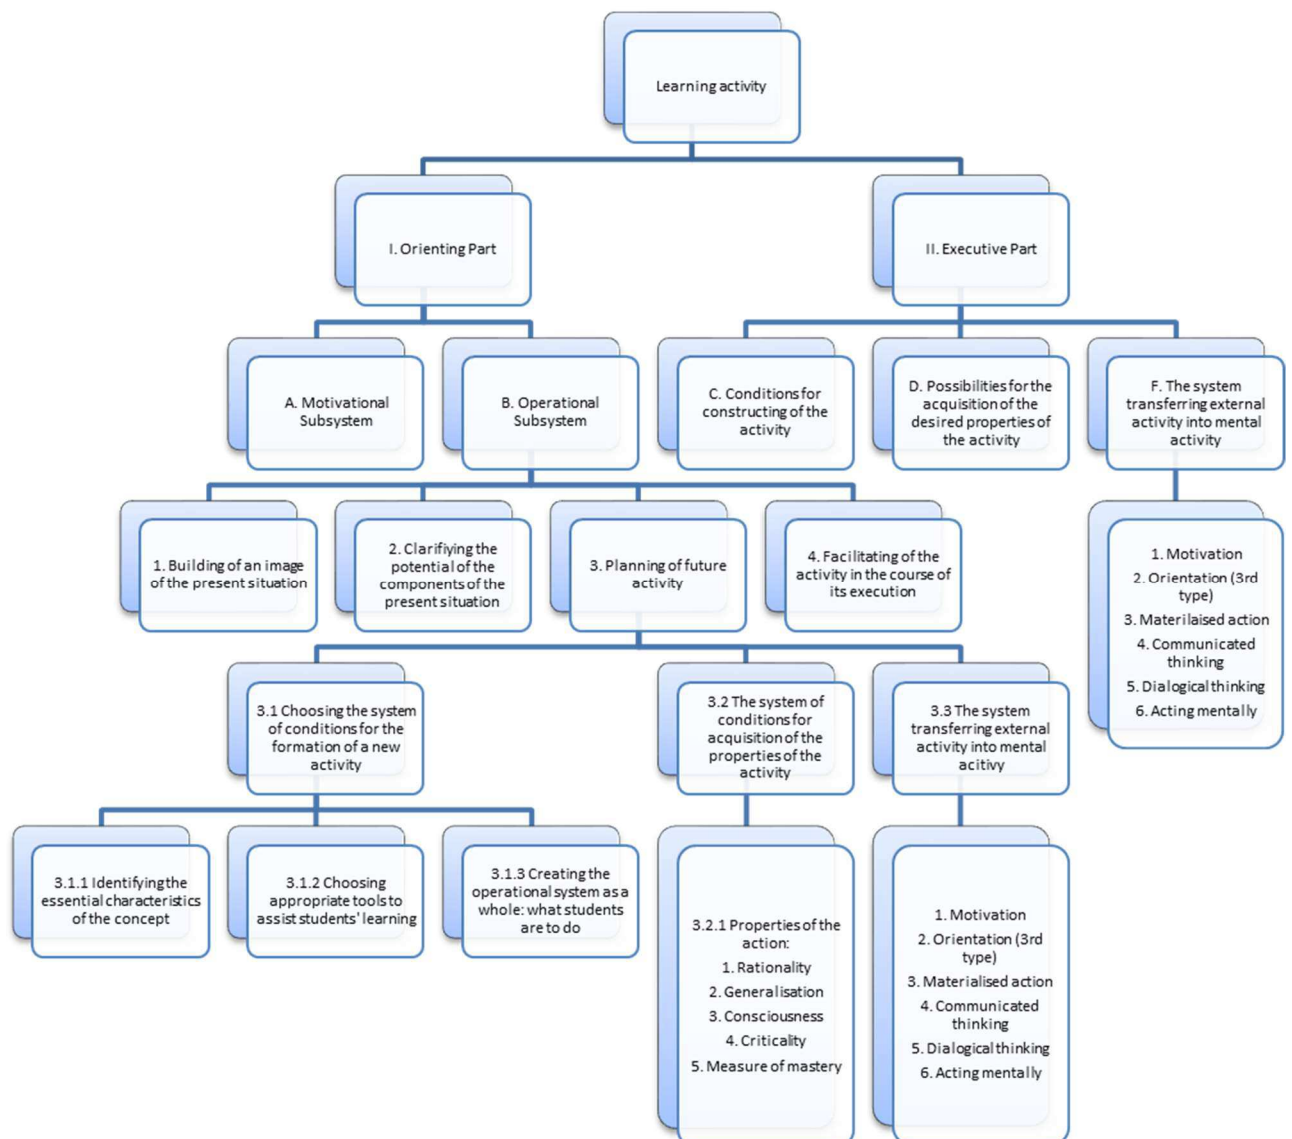 Learning activity
I. Orienting Part
II. Executive Part
A. Motivational
Subsystem
B. Operational
Subsystem
C. Conditions for
constructing of the
activity
D. Possibilities for the
acquisition of the
desired properties of
the activity
F. The system
transferring external
activity into mental
activity
1. Building of an image
of the present situation
2. Clarifiying the
potential of the
components of the
present situation
3. Planning of future
activity
4. Facilitating of the
activity in the course of
its execution
1. Motivation
2. Orientation (3rd
type)
3. Materilaised action
4. Communicated
thinking
5. Dialogical thinking
6. Acting mentally
3.1 Choosing the system
of conditions for the
formation of a new
activity
3.2 The system of
conditions for
acquisition of the
properties of the
activity
3.3 The system
transferring external
activity into mental
acitivy
3.1.1 Identifying the
essential characteristics
of the concept
3.1.2 Choosing
appropriate tools to
assist students' learning
3.1.3 Creating the
operational system as a
whole: what students
are to do
3.2.1 Properties of the
action:
1. Rationality
2. Generalisation
3. Consciousness
4. Criticality
5. Measure of mastery
1. Motivation
2. Orientation (3rd
type)
3. Materialised action
4. Communicated
thinking
5. Dialogical thinking
6. Acting mentally